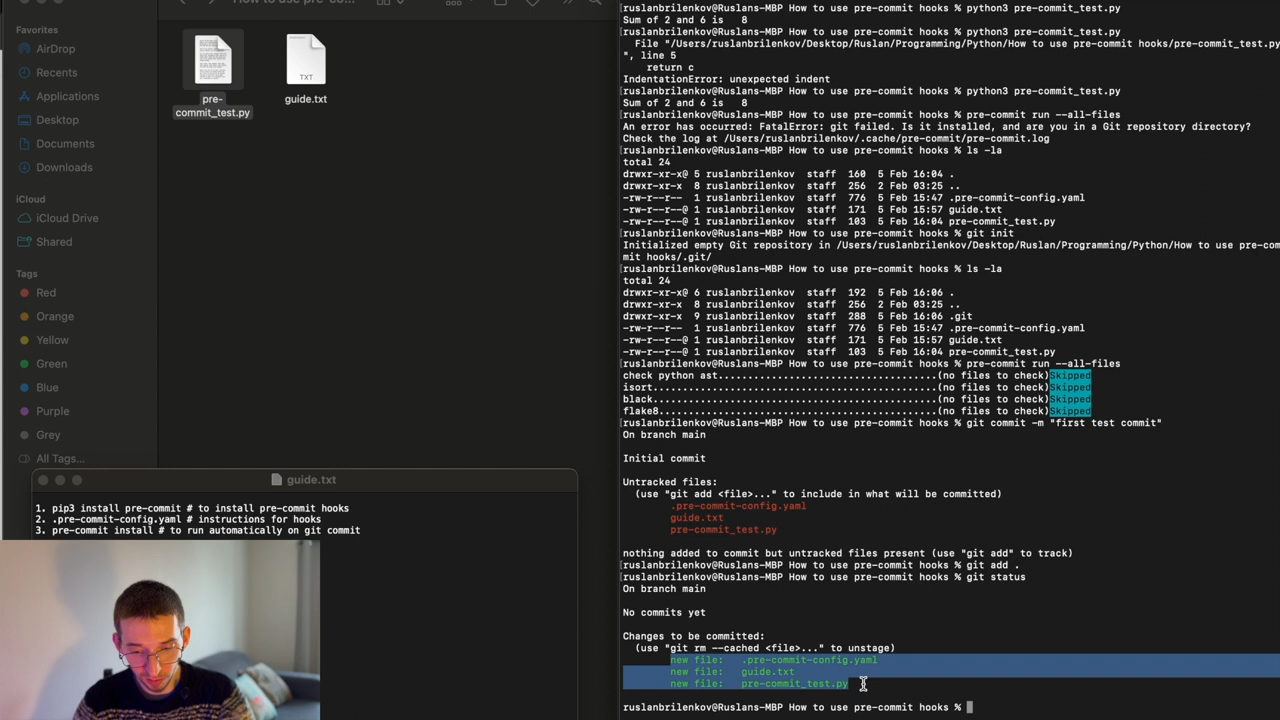 How to use pre-co...
Favorites
AirDrop
Recents
Applications
Desktop
Documents
Downloads
iCloud
iCloud Drive
Shared
Tags
Red
Orange
Yellow
Green
Blue
Purple
Grey
All Tags...
pre-
commit_test.py
TXT
guide.txt
guide.txt
1. pip3 install pre-commit # to install pre-commit hooks
2. .pre-commit-config.yaml # instructions for hooks
3. pre-commit install # to run automatically on git commit
[ruslanbrilenkov@Ruslans-MBP How to use pre-commit hooks % python3 pre-commit_test.py
Sum of 2 and 6 is   8
[ruslanbrilenkov@Ruslans-MBP How to use pre-commit hooks % python3 pre-commit_test.py
  File "/Users/ruslanbrilenkov/Desktop/Ruslan/Programming/Python/How to use pre-commit hooks/pre-commit_test.py
", line 5
    return c
IndentationError: unexpected indent
[ruslanbrilenkov@Ruslans-MBP How to use pre-commit hooks % python3 pre-commit_test.py
Sum of 2 and 6 is   8
[ruslanbrilenkov@Ruslans-MBP How to use pre-commit hooks % pre-commit run --all-files
An error has occurred: FatalError: git failed. Is it installed, and are you in a Git repository directory?
Check the log at /Users/ruslanbrilenkov/.cache/pre-commit/pre-commit.log
[ruslanbrilenkov@Ruslans-MBP How to use pre-commit hooks % ls -la
total 24
drwxr-xr-x@ 5 ruslanbrilenkov  staff  160  5 Feb 16:04 .
drwxr-xr-x  8 ruslanbrilenkov  staff  256  2 Feb 03:25 ..
-rw-r--r--  1 ruslanbrilenkov  staff  776  5 Feb 15:47 .pre-commit-config.yaml
-rw-r--r--@ 1 ruslanbrilenkov  staff  171  5 Feb 15:57 guide.txt
-rw-r--r--@ 1 ruslanbrilenkov  staff  103  5 Feb 16:04 pre-commit_test.py
[ruslanbrilenkov@Ruslans-MBP How to use pre-commit hooks % git init
Initialized empty Git repository in /Users/ruslanbrilenkov/Desktop/Ruslan/Programming/Python/How to use pre-com
mit hooks/.git/
[ruslanbrilenkov@Ruslans-MBP How to use pre-commit hooks % ls -la
total 24
drwxr-xr-x@ 6 ruslanbrilenkov  staff  192  5 Feb 16:06 .
drwxr-xr-x  8 ruslanbrilenkov  staff  256  2 Feb 03:25 ..
drwxr-xr-x  9 ruslanbrilenkov  staff  288  5 Feb 16:06 .git
-rw-r--r--  1 ruslanbrilenkov  staff  776  5 Feb 15:47 .pre-commit-config.yaml
-rw-r--r--@ 1 ruslanbrilenkov  staff  171  5 Feb 15:57 guide.txt
-rw-r--r--@ 1 ruslanbrilenkov  staff  103  5 Feb 16:04 pre-commit_test.py
[ruslanbrilenkov@Ruslans-MBP How to use pre-commit hooks % pre-commit run --all-files
check python ast.....................................(no files to check)Skipped
isort................................................(no files to check)Skipped
black................................................(no files to check)Skipped
flake8...............................................(no files to check)Skipped
[ruslanbrilenkov@Ruslans-MBP How to use pre-commit hooks % git commit -m "first test commit"
On branch main
Initial commit
Untracked files:
  (use "git add <file>..." to include in what will be committed)
        .pre-commit-config.yaml
        guide.txt
        pre-commit_test.py
nothing added to commit but untracked files present (use "git add" to track)
[ruslanbrilenkov@Ruslans-MBP How to use pre-commit hooks % git add .
[ruslanbrilenkov@Ruslans-MBP How to use pre-commit hooks % git status
On branch main
No commits yet
Changes to be committed:
  (use "git rm --cached <file>..." to unstage)
        new file:   .pre-commit-config.yaml
        new file:   guide.txt
        new file:   pre-commit_test.py
ruslanbrilenkov@Ruslans-MBP How to use pre-commit hooks %